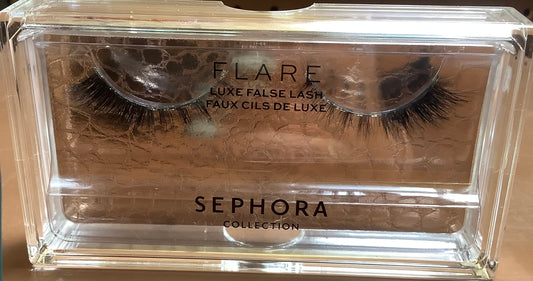 FLARE
LUXE FALSE LASH
FAUX CILS DE LUXE
SEPHORA
COLLECTION